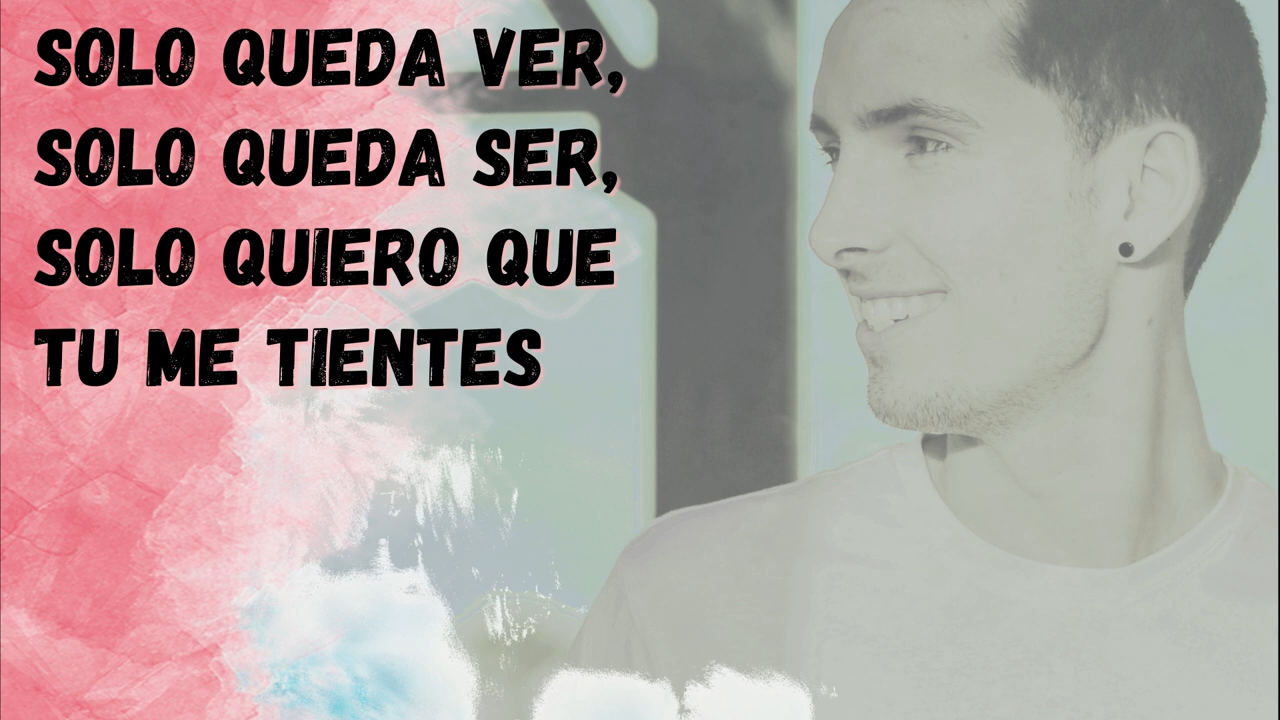 SOLO QUEDA VER,
SOLO QUEDA SER,
SOLO QUIERO QUE
TU ME TIENTES